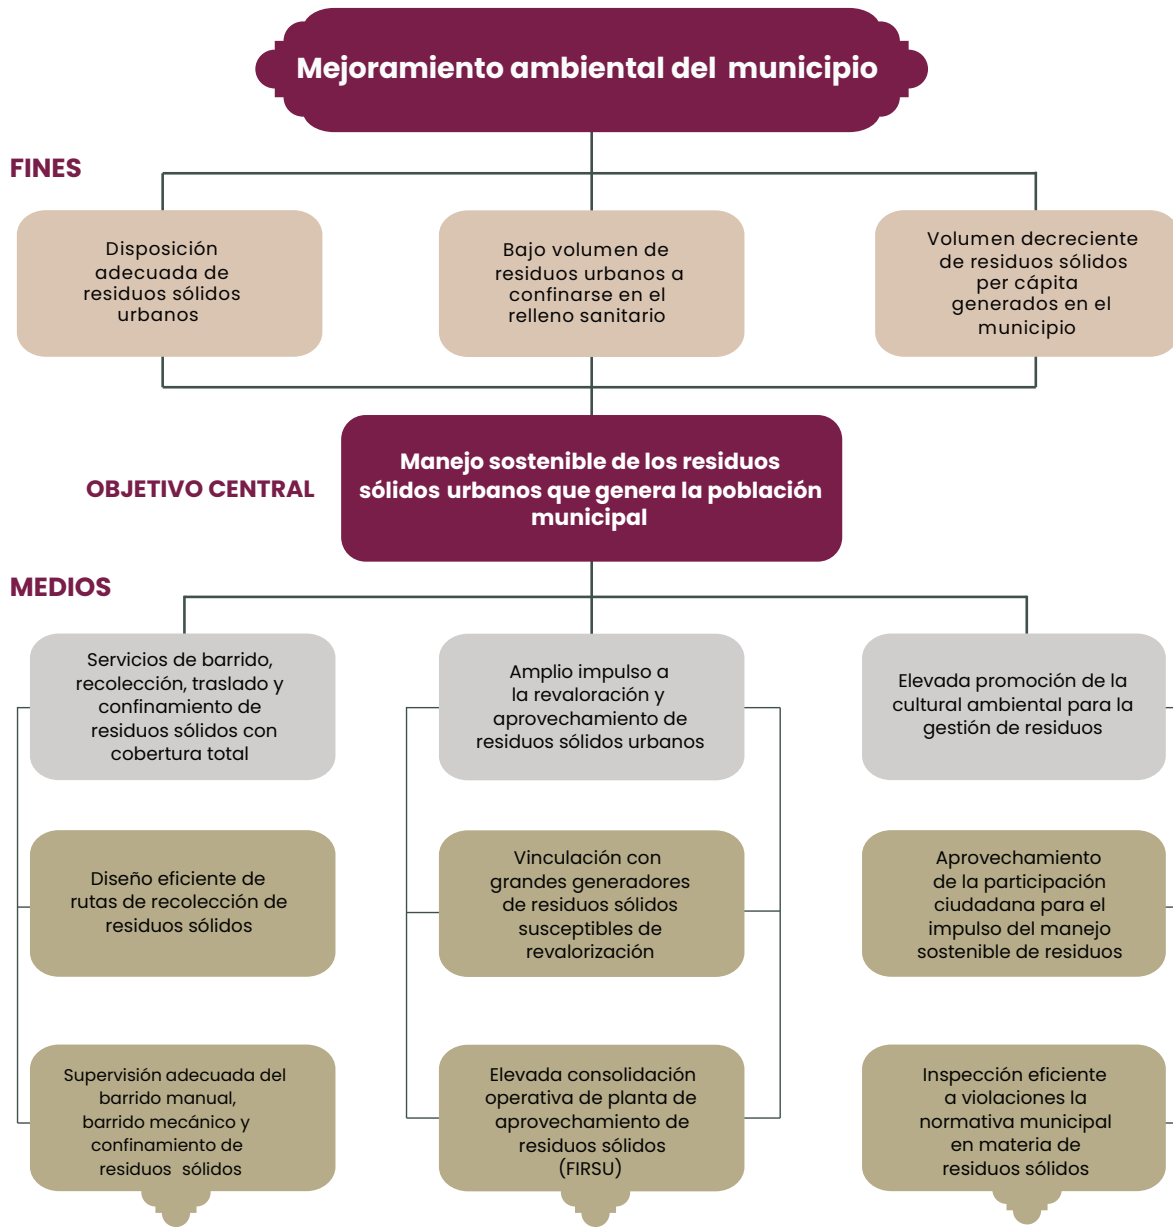 Mejoramiento ambiental del municipio
FINES
Disposición
adecuada de
residuos sólidos
urbanos
Bajo volumen de
residuos urbanos a
confinarse en el
relleno sanitario
Volumen decreciente
de residuos sólidos
per cápita
generados en el
municipio
OBJETIVO CENTRAL
Manejo sostenible de los residuos
sólidos urbanos que genera la población
municipal
MEDIOS
Servicios de barrido,
recolección, traslado y
confinamiento de
residuos sólidos con
cobertura total
Amplio impulso a
la revaloración y
aprovechamiento de
residuos sólidos urbanos
Elevada promoción de la
cultural ambiental para la
gestión de residuos
Diseño eficiente de
rutas de recolección de
residuos sólidos
Vinculación con
grandes generadores
de residuos sólidos
susceptibles de
revalorización
Aprovechamiento
de la participación
ciudadana para el
impulso del manejo
sostenible de residuos
Supervisión adecuada del
barrido manual,
barrido mecánico y
confinamiento de
residuos sólidos
Elevada consolidación
operativa de planta de
aprovechamiento de
residuos sólidos
(FIRSU)
Inspección eficiente
a violaciones la
normativa municipal
en materia de
residuos sólidos